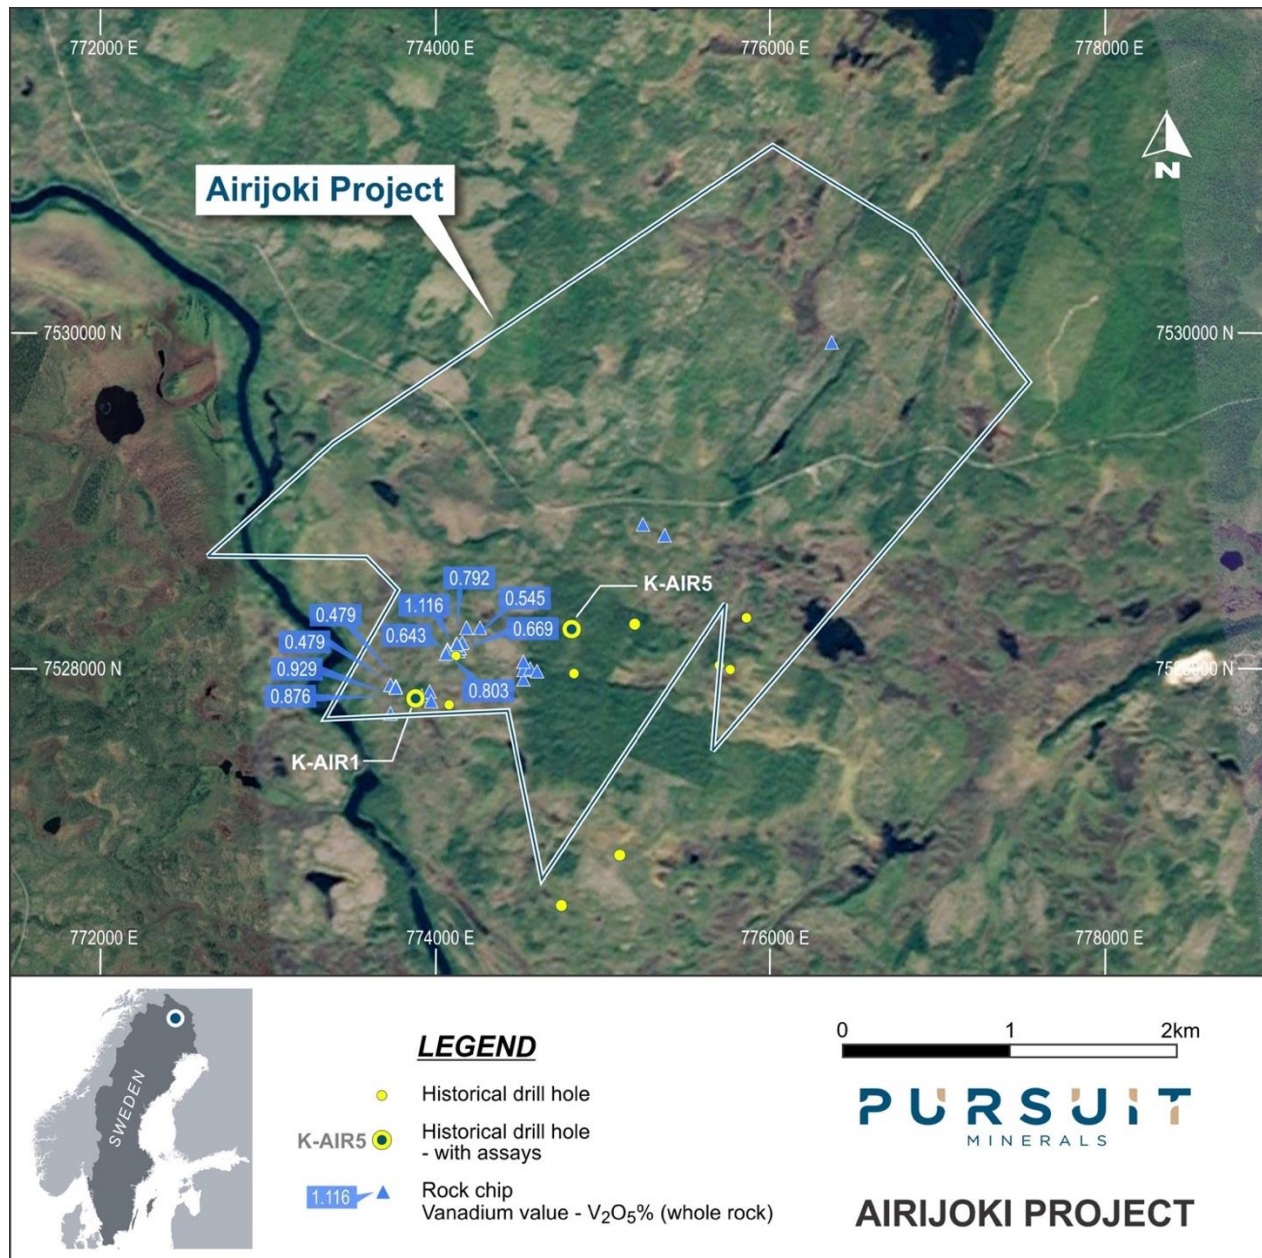 772000 E
774000 E
776000 E
778000 E
N
Airijoki Project
7530000 N
7530000 N
0.792
K-AIR5
1.116
0.545
0.479
0.643
0.669
0.479
7528000 N
7528000 N
0.929
0.803
0.876
K-AIR1
772000 E
774000 E
776000 E
778000 E
SWEDEN
LEGEND
Historical drill hole
K-AIR5
Historical drill hole
- with assays
1.116
Rock chip
Vanadium value - V₂O₅% (whole rock)
0 1 2km
PURSUIT
MINERALS
AIRIJOKI PROJECT